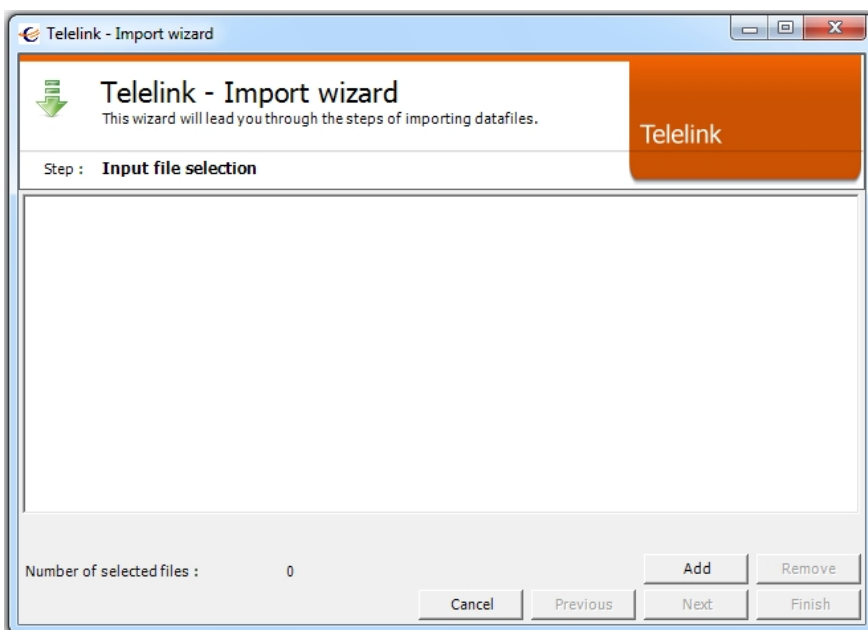 Telelink - Import wizard
Telelink - Import wizard
This wizard will lead you through the steps of importing datafiles.
Telelink
Step : Input file selection
Number of selected files : 0
Add Remove
Cancel Previous Next Finish